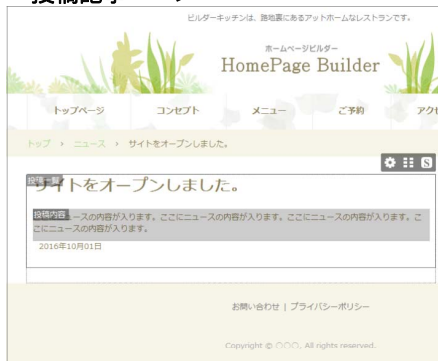 ビルダーキッチンは、路地裏にあるアットホームなレストランです。
ホームページビルダー
HomePage Builder
トップページ コンセプト メニュー ご予約 アクセ
トップ › ニュース › サイトをオープンしました。
投稿一覧
サイトをオープンしました。
投稿内容
ニュースの内容が入ります。ここにニュースの内容が入ります。ここにニュースの内容が入ります。こ
こにニュースの内容が入ります。
2016年10月01日
お問い合わせ | プライバシーポリシー
Copyright © 〇〇〇, All rights reserved.